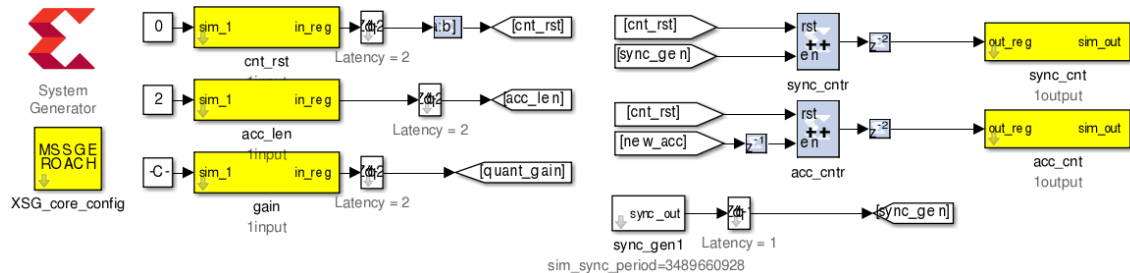 System
Generator
MSSGE
ROACH
XSG_core_config
0
sim_1
in_reg
a:b]
[cnt_rst]
cnt_rst
Latency = 2
2
sim_1
in_reg
[acc_len]
acc_len
1input
Latency = 2
-C-
sim_1
in_reg
[quant_gain]
gain
1input
Latency = 2
[cnt_rst]
[sync_gen]
rst
en
++
z-2
out_reg
sim_out
sync_cntr
sync_cnt
1output
[cnt_rst]
[new_acc]
z-1
rst
en
++
z-2
out_reg
sim_out
acc_cntr
acc_cnt
1output
sync_out
[sync_gen]
sync_gen1
Latency = 1
sim_sync_period=3489660928